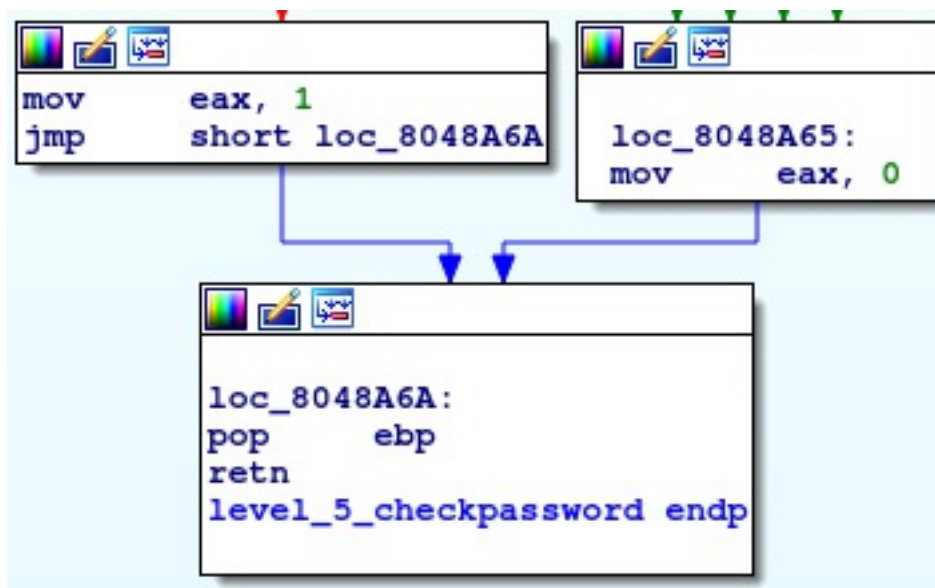 mov eax, 1
jmp short loc_8048A6A
loc_8048A65:
mov eax, 0
loc_8048A6A:
pop ebp
retn
level_5_checkpassword endp